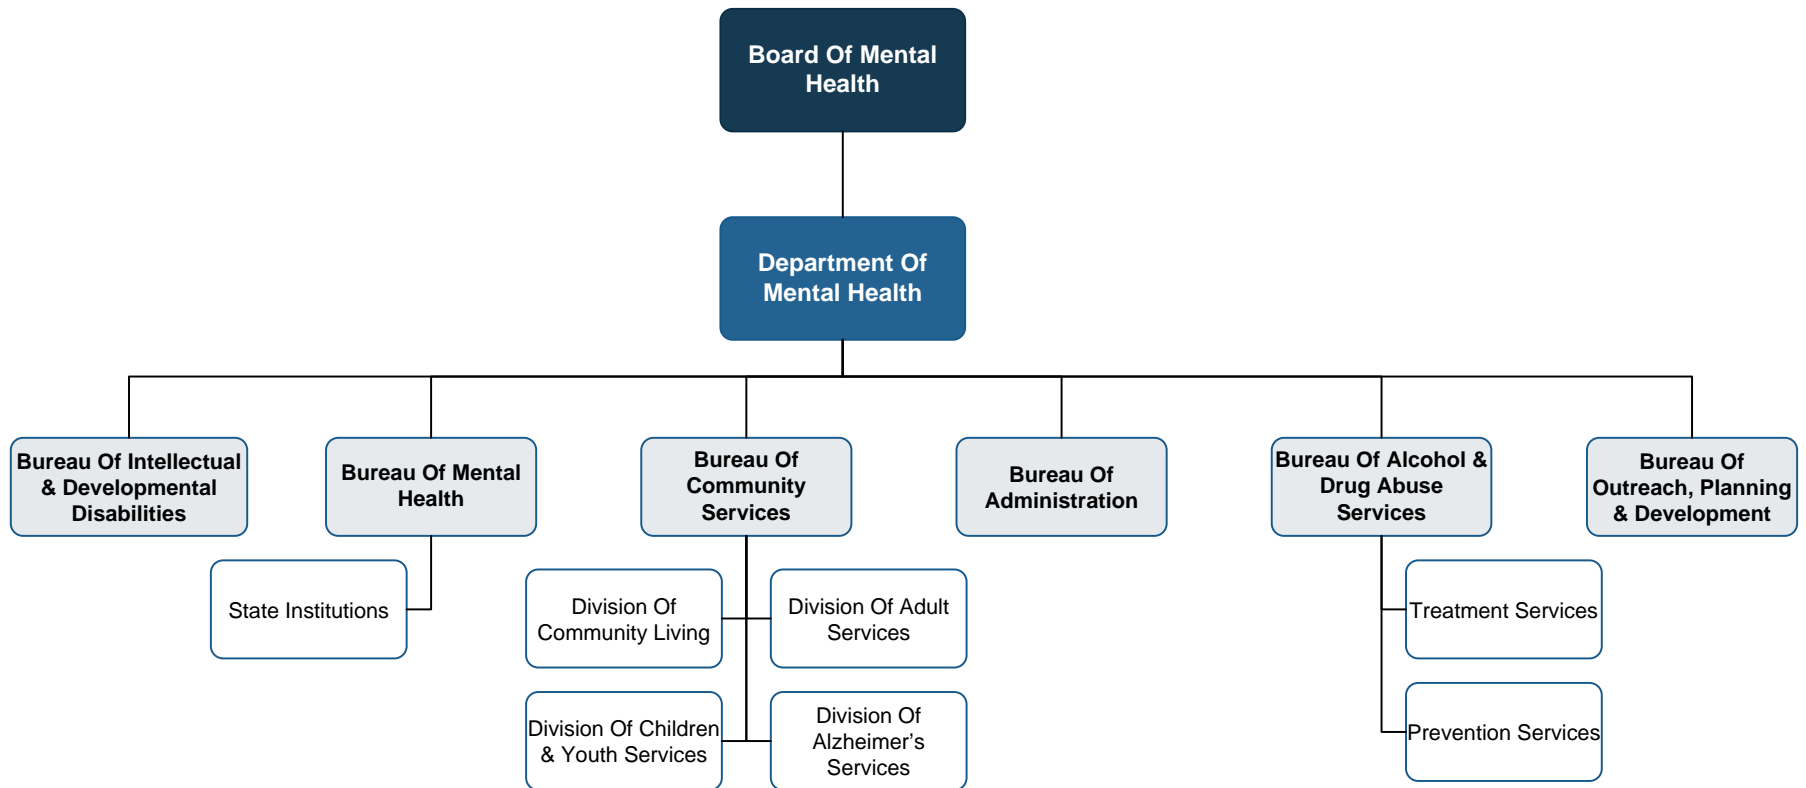 Board Of Mental
Health
Department Of
Mental Health
Bureau Of Intellectual
& Developmental
Disabilities
Bureau Of Mental
Health
Bureau Of
Community
Services
Bureau Of
Administration
Bureau Of Alcohol &
Drug Abuse
Services
Bureau Of
Outreach, Planning
& Development
State Institutions
Division Of
Community Living
Division Of Adult
Services
Treatment Services
Division Of Children
& Youth Services
Division Of
Alzheimer’s
Services
Prevention Services